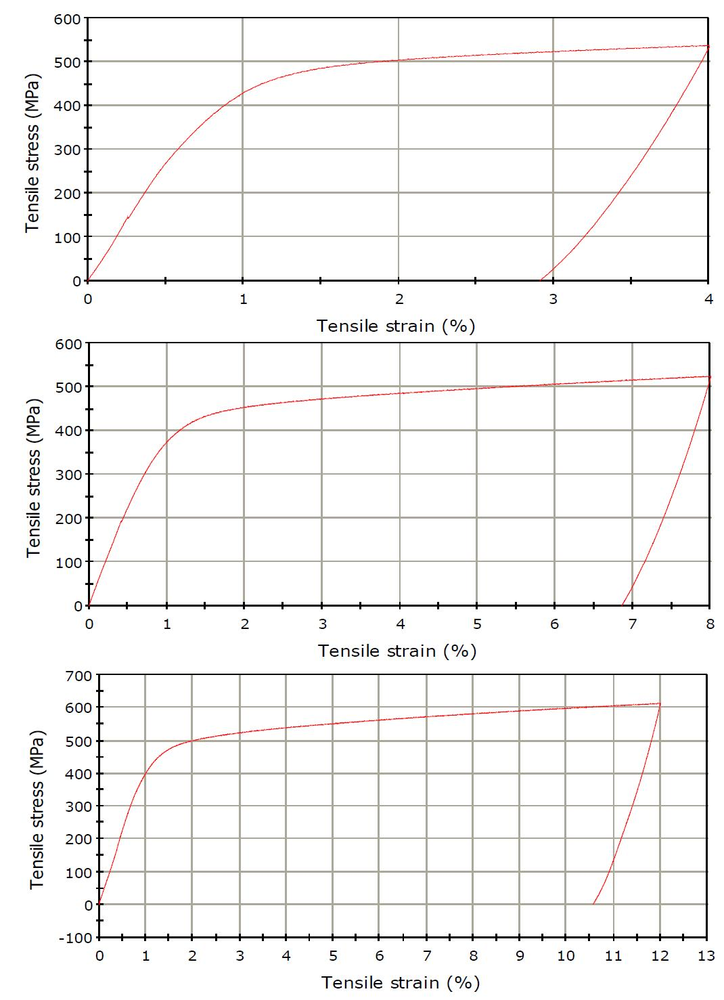 600
500
400
300
200
100
0
Tensile stress (MPa)
0 1 2 3 4
Tensile strain (%)
600
500
400
300
200
100
0
Tensile stress (MPa)
0 1 2 3 4 5 6 7 8
Tensile strain (%)
700
600
500
400
300
200
100
0
-100
Tensile stress (MPa)
0 1 2 3 4 5 6 7 8 9 10 11 12 13
Tensile strain (%)